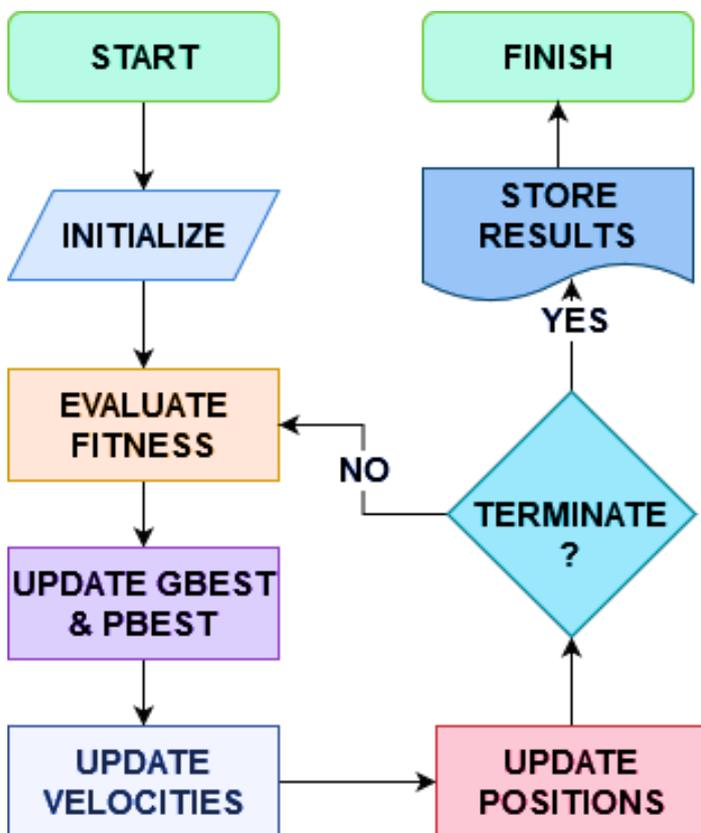 START
INITIALIZE
EVALUATE
FITNESS
UPDATE GBEST
& PBEST
UPDATE
VELOCITIES
UPDATE
POSITIONS
TERMINATE
?
NO
YES
STORE
RESULTS
FINISH